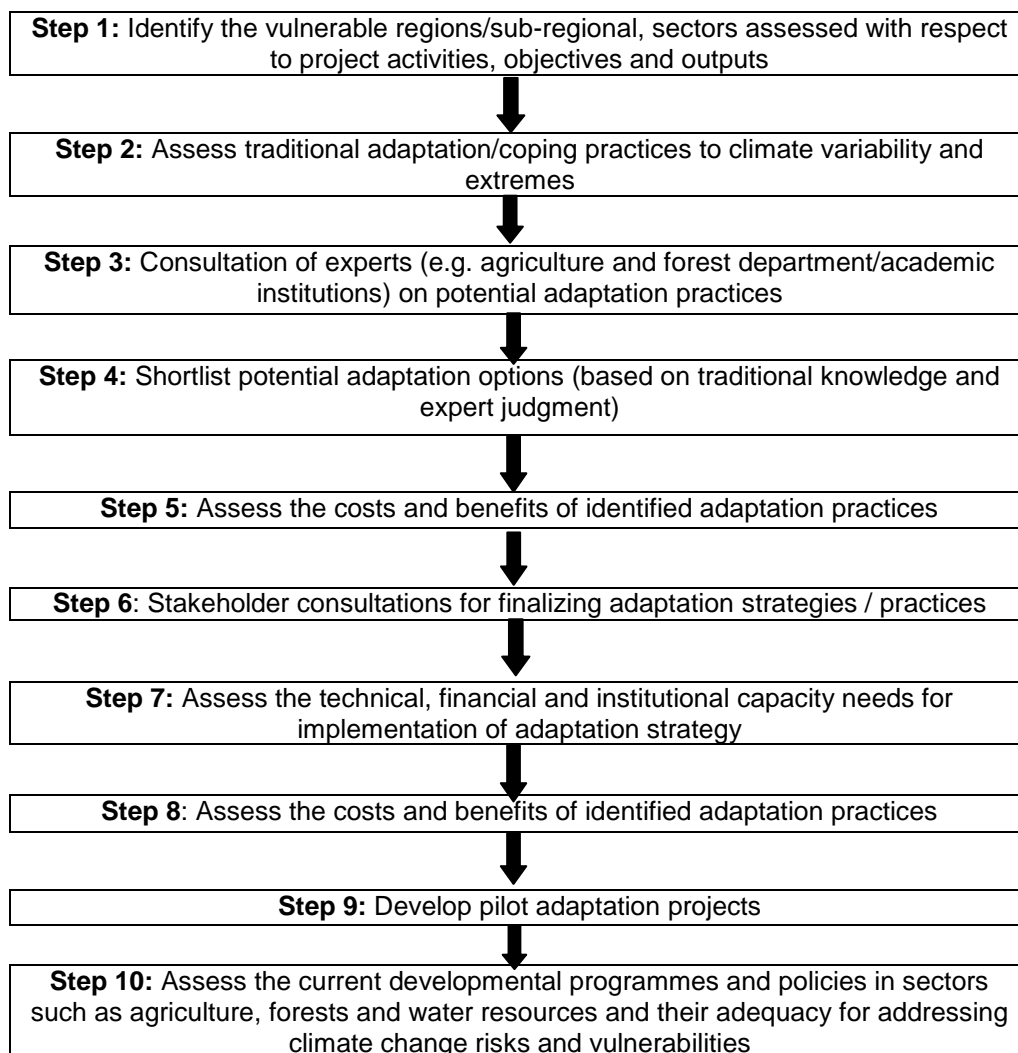 Step 1: Identify the vulnerable regions/sub-regional, sectors assessed with respect
to project activities, objectives and outputs
Step 2: Assess traditional adaptation/coping practices to climate variability and
extremes
Step 3: Consultation of experts (e.g. agriculture and forest department/academic
institutions) on potential adaptation practices
Step 4: Shortlist potential adaptation options (based on traditional knowledge and
expert judgment)
Step 5: Assess the costs and benefits of identified adaptation practices
Step 6: Stakeholder consultations for finalizing adaptation strategies / practices
Step 7: Assess the technical, financial and institutional capacity needs for
implementation of adaptation strategy
Step 8: Assess the costs and benefits of identified adaptation practices
Step 9: Develop pilot adaptation projects
Step 10: Assess the current developmental programmes and policies in sectors
such as agriculture, forests and water resources and their adequacy for addressing
climate change risks and vulnerabilities